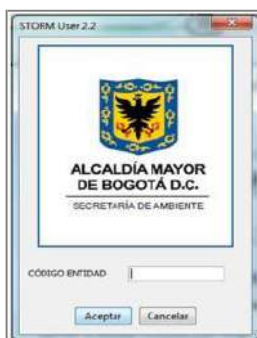 STORM User 2.2
ALCALDÍA MAYOR
DE BOGOTÁ D.C.
SECRETARÍA DE AMBIENTE
CÓDIGO ENTIDAD
Aceptar Cancelar